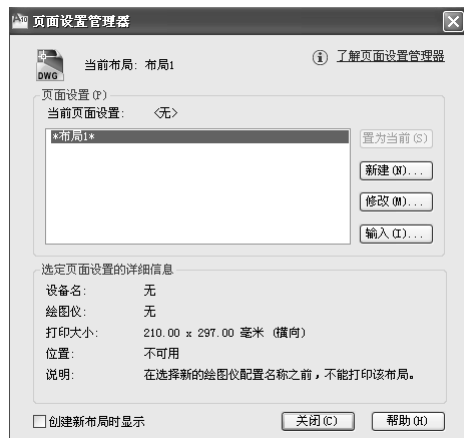 页面设置管理器
当前布局: 布局1
了解页面设置管理器
DWG
页面设置(P)
当前页面设置: <无>
*布局1*
置为当前(S)
新建(N)...
修改(M)...
输入(I)...
选定页面设置的详细信息
设备名: 无
绘图仪: 无
打印大小: 210.00 x 297.00 毫米 (横向)
位置: 不可用
说明: 在选择新的绘图仪配置名称之前，不能打印该布局。
创建新布局时显示
关闭(C)
帮助(H)